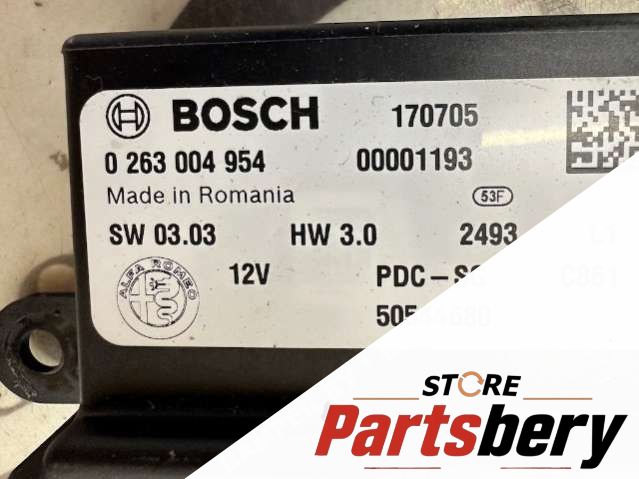 BOSCH 170705
0 263 004 954 00001193
Made in Romania 53F
SW 03.03 HW 3.0 2493
ALFA ROMEO
12V
STORE
Partsbery